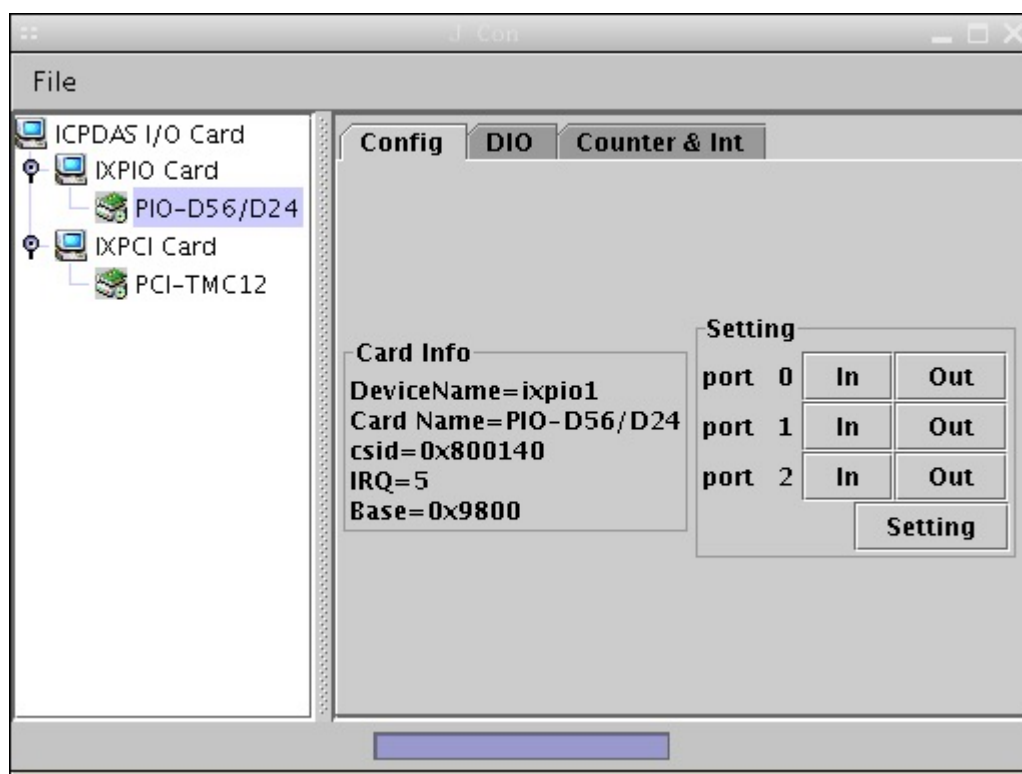 J Con
File
ICPDAS I/O Card
IXPIO Card
PIO-D56/D24
IXPCI Card
PCI-TMC12
Config DIO Counter & Int
Card Info
DeviceName=ixpio1
Card Name=PIO-D56/D24
csid=0x800140
IRQ=5
Base=0x9800
Setting
port 0 In Out
port 1 In Out
port 2 In Out
Setting